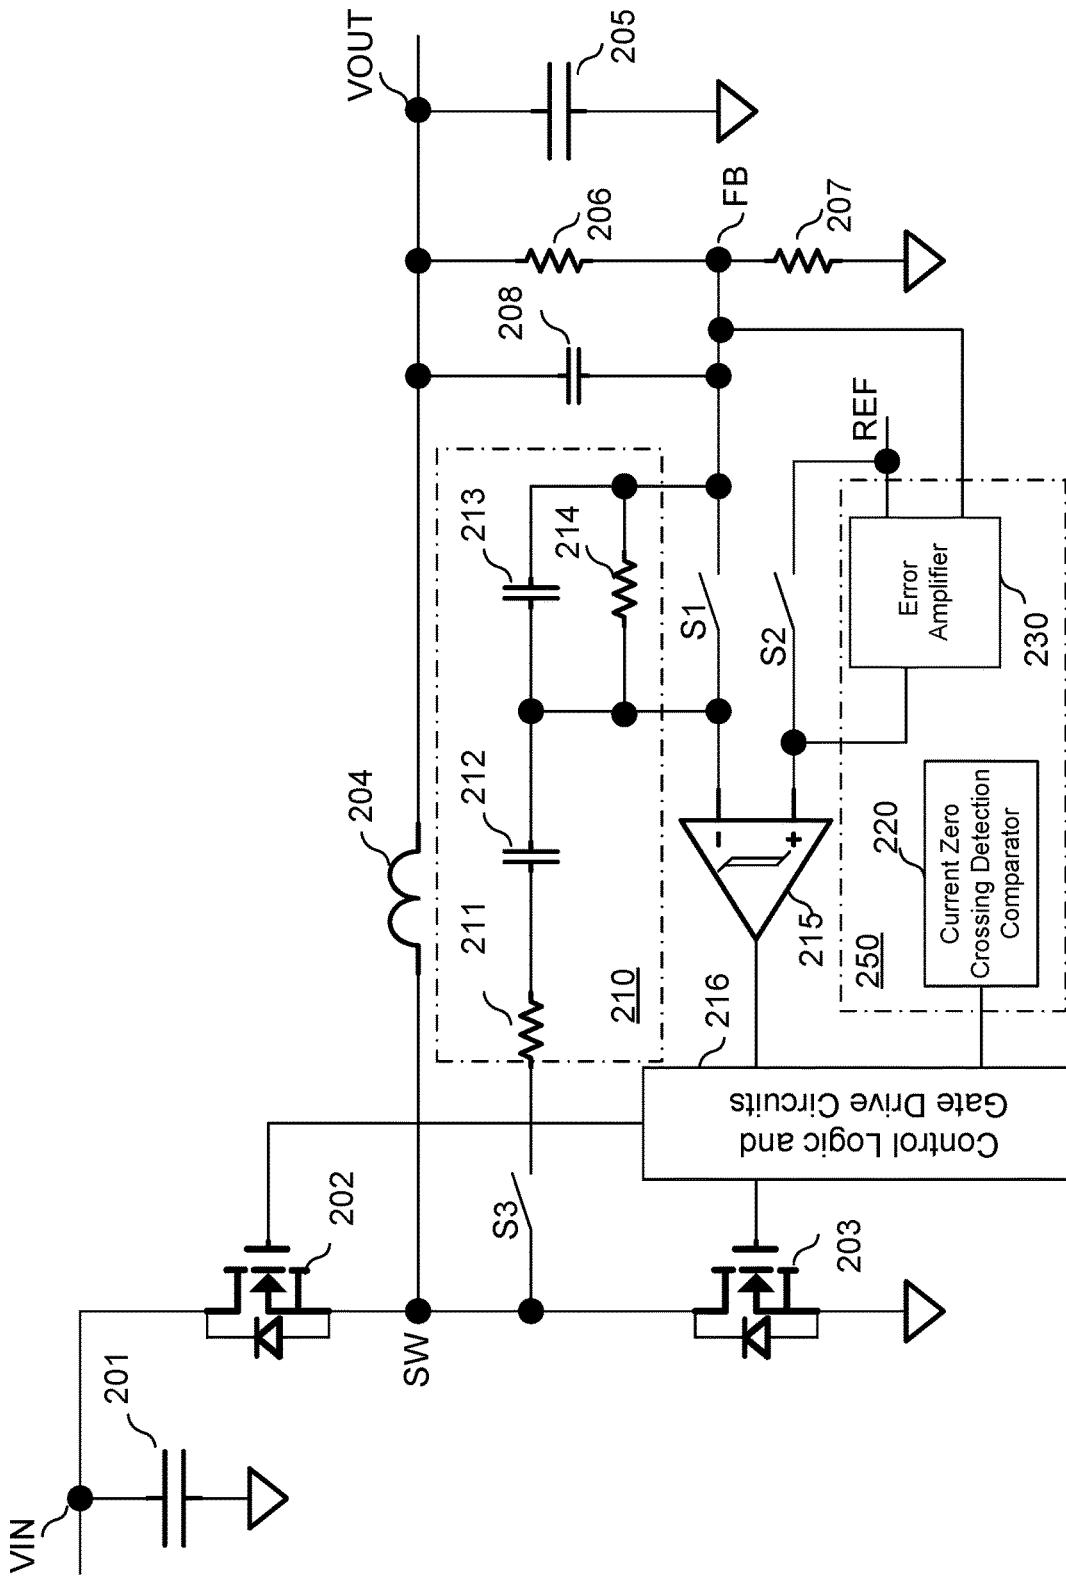 VIN
201
202
SW
S3
203
204
VOUT
205
206
FB
207
208
211
212
213
214
210
S1
S2
REF
215
216
Control Logic and
Gate Drive Circuits
Error
Amplifier
230
220
Current Zero
Crossing Detection
Comparator
250